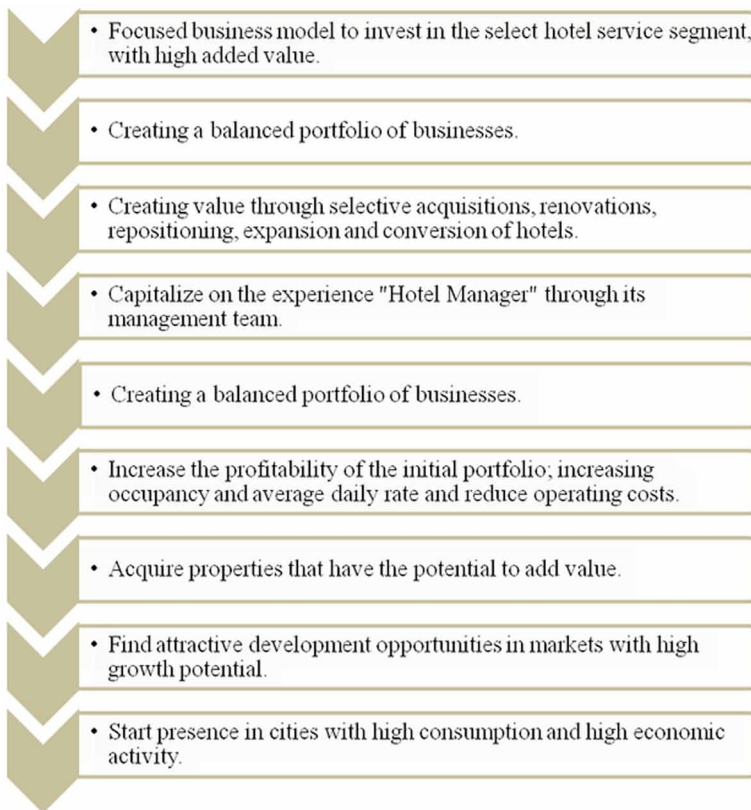 • Focused business model to invest in the select hotel service segment,
with high added value.
• Creating a balanced portfolio of businesses.
• Creating value through selective acquisitions, renovations,
repositioning, expansion and conversion of hotels.
• Capitalize on the experience "Hotel Manager" through its
management team.
• Creating a balanced portfolio of businesses.
• Increase the profitability of the initial portfolio; increasing
occupancy and average daily rate and reduce operating costs.
• Acquire properties that have the potential to add value.
• Find attractive development opportunities in markets with high
growth potential.
• Start presence in cities with high consumption and high economic
activity.